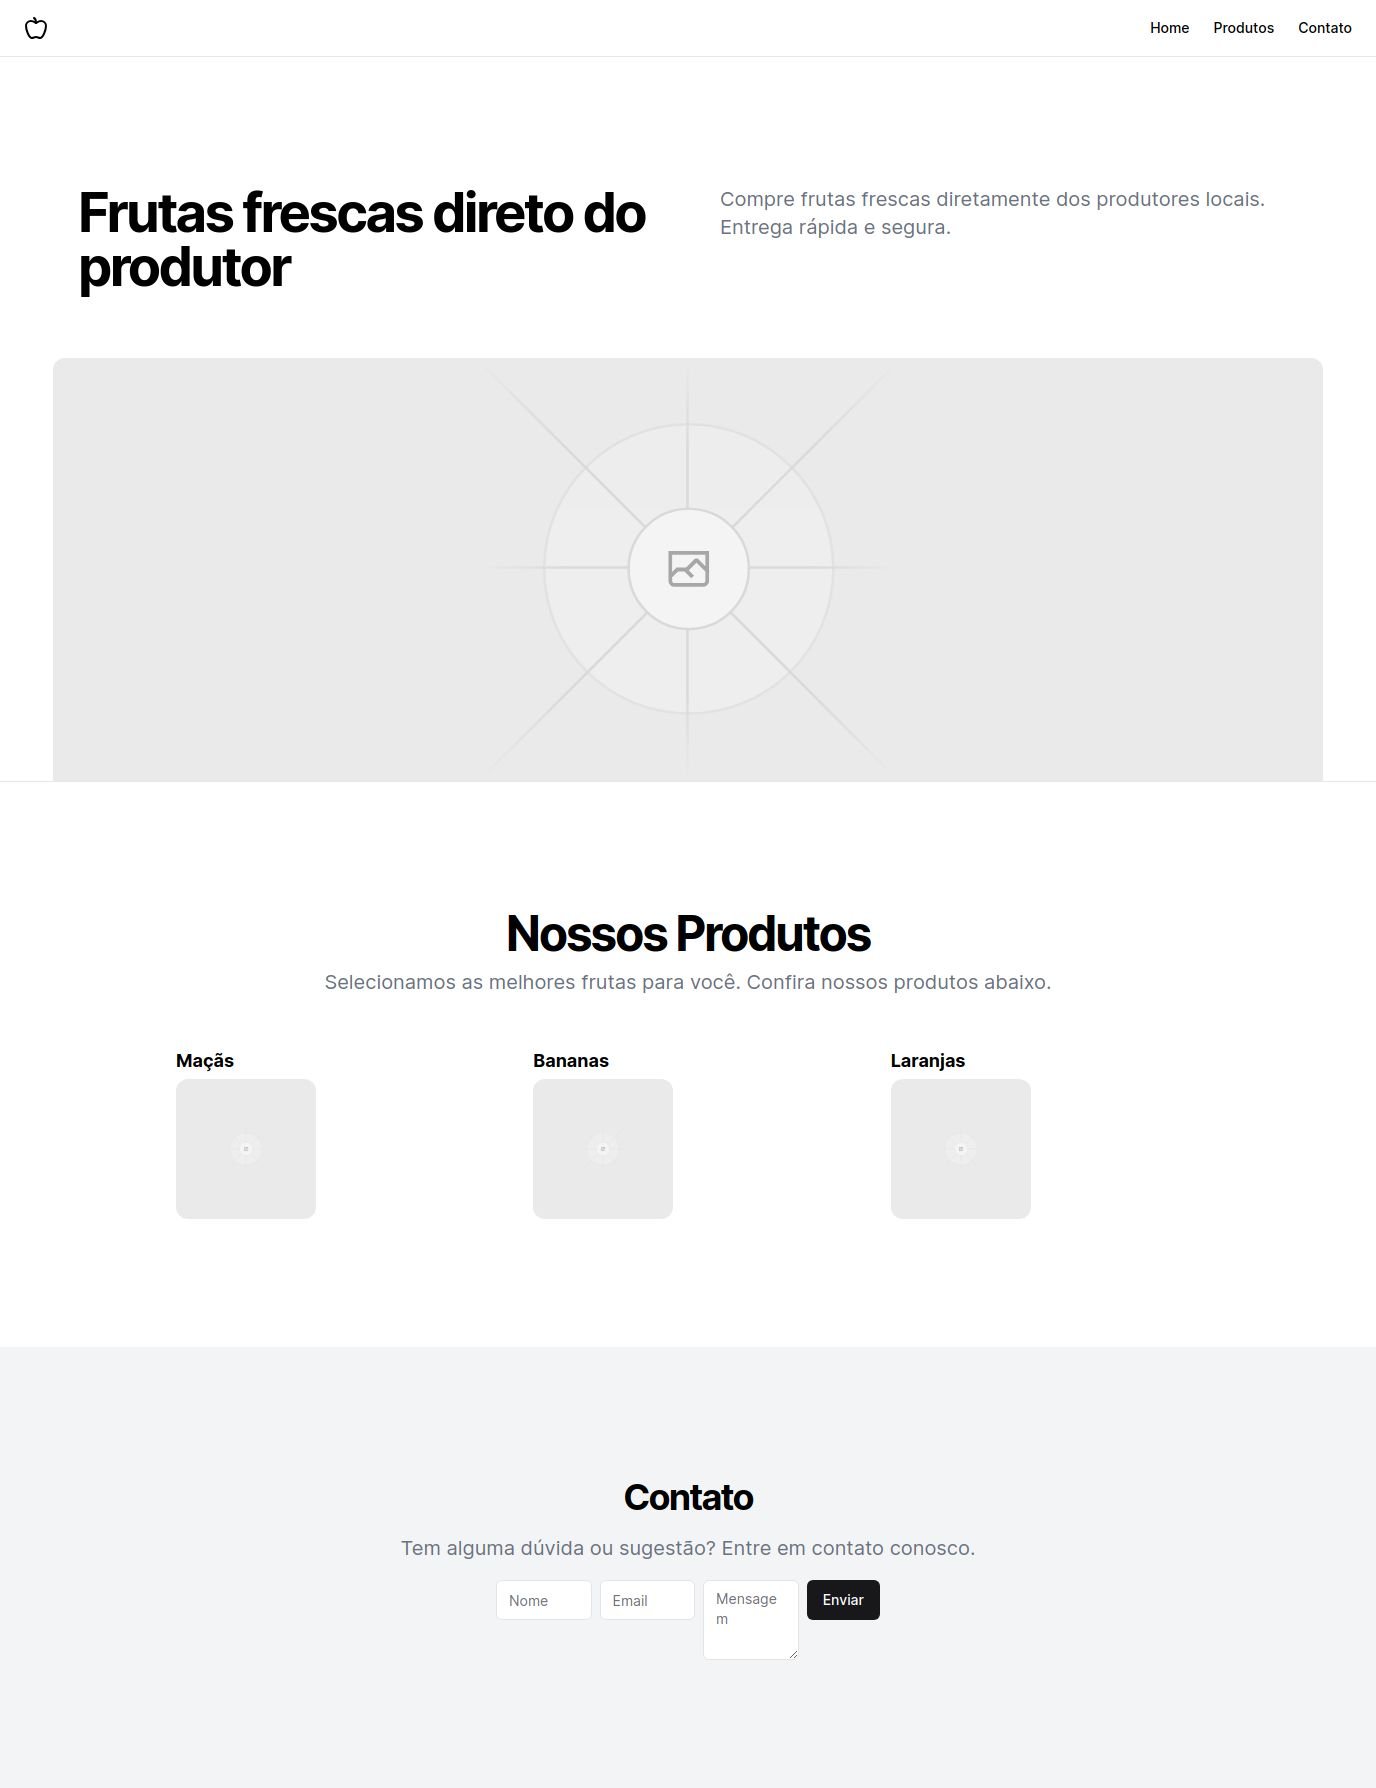 Home Produtos Contato
Frutas frescas direto do
produtor
Compre frutas frescas diretamente dos produtores locais.
Entrega rápida e segura.
Nossos Produtos
Selecionamos as melhores frutas para você. Confira nossos produtos abaixo.
Maçãs
Bananas
Laranjas
Contato
Tem alguma dúvida ou sugestão? Entre em contato conosco.
Nome
Email
Mensage
m
Enviar